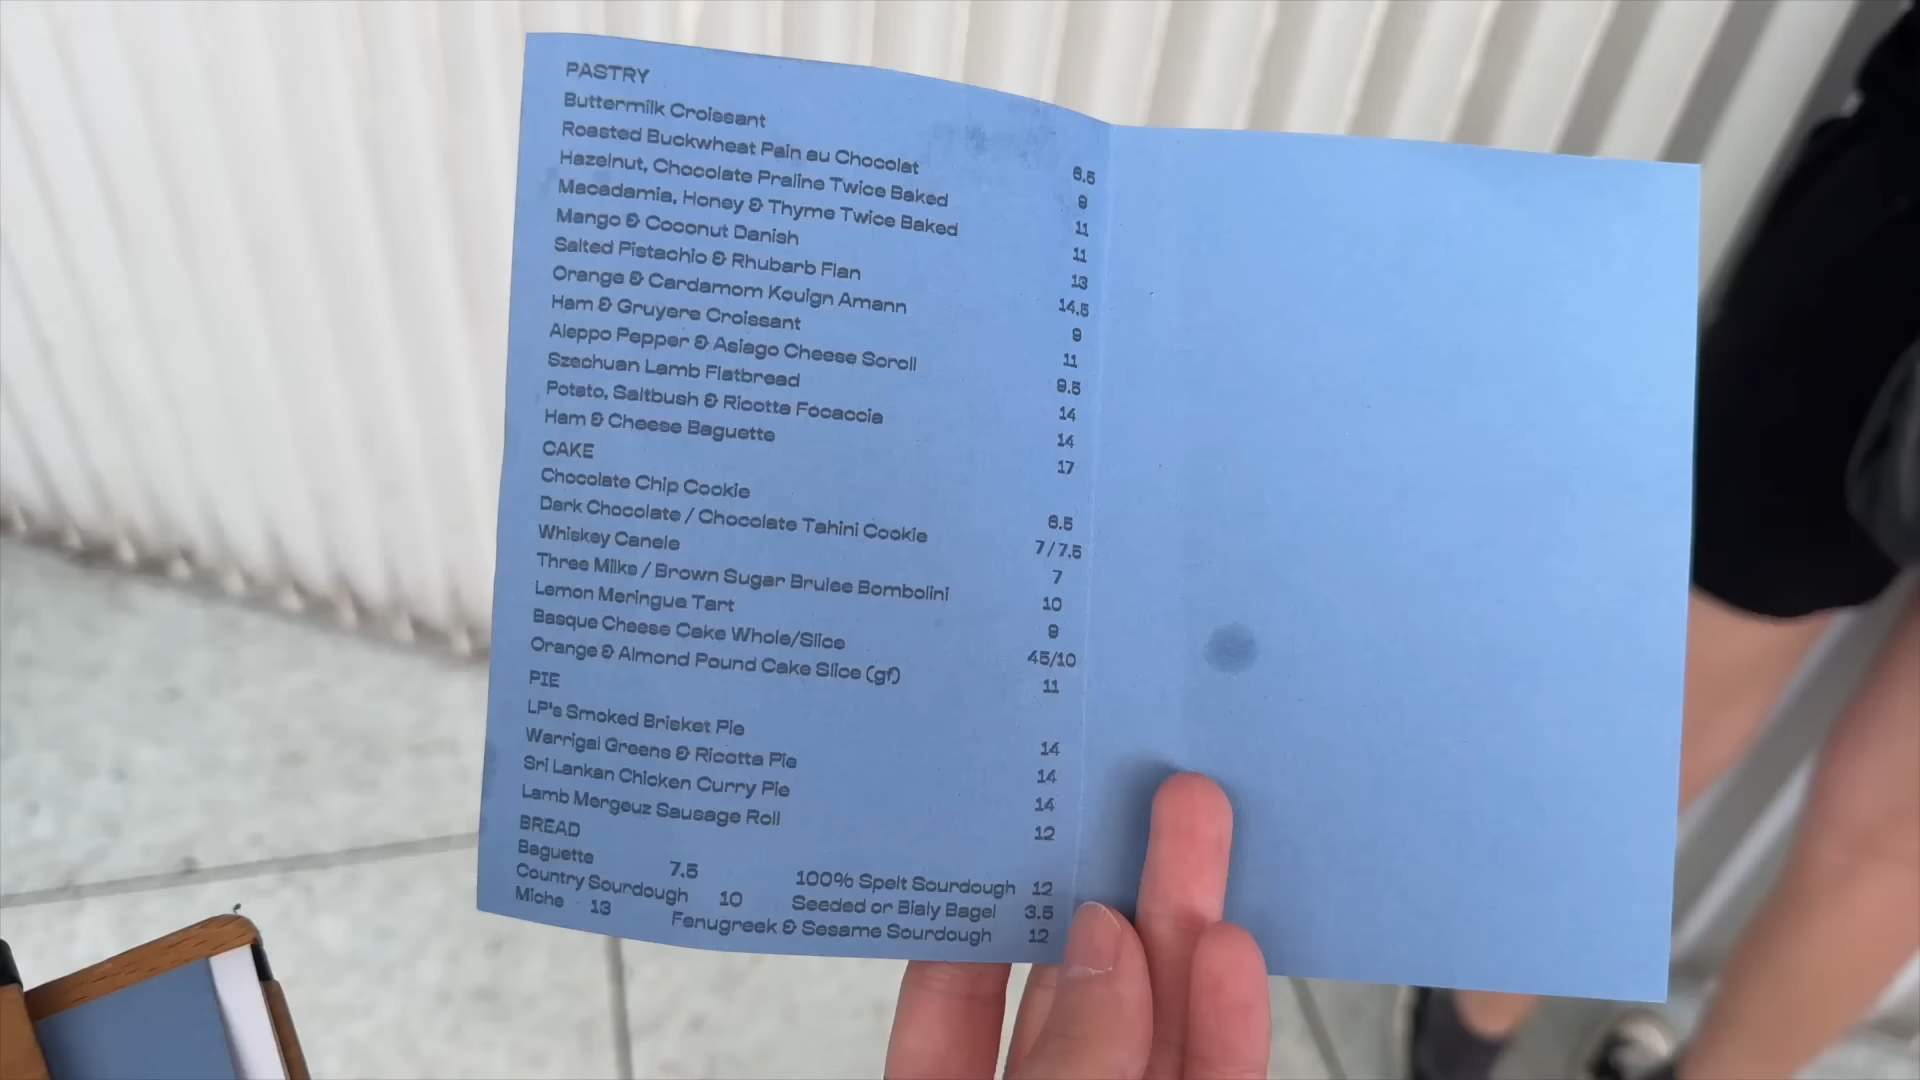 PASTRY
Buttermilk Croissant 6.5
Roasted Buckwheat Pain au Chocolat 9
Hazelnut, Chocolate Praline Twice Baked 11
Macadamia, Honey & Thyme Twice Baked 11
Mango & Coconut Danish 13
Salted Pistachio & Rhubarb Flan 14.5
Orange & Cardamom Kouign Amann 9
Ham & Gruyere Croissant 11
Aleppo Pepper & Asiago Cheese Scroll 9.5
Szechuan Lamb Flatbread 14
Potato, Saltbush & Ricotta Focaccia 14
Ham & Cheese Baguette 17
CAKE
Chocolate Chip Cookie 6.5
Dark Chocolate / Chocolate Tahini Cookie 7 / 7.5
Whiskey Canele 7
Three Milks / Brown Sugar Brulee Bombolini 10
Lemon Meringue Tart 9
Basque Cheese Cake Whole/Slice 45/10
Orange & Almond Pound Cake Slice (gf) 11
PIE
LP's Smoked Brisket Pie 14
Warrigal Greens & Ricotta Pie 14
Sri Lankan Chicken Curry Pie 14
Lamb Merguez Sausage Roll 12
BREAD
Baguette 7.5 100% Spelt Sourdough 12
Country Sourdough 10 Seeded or Bialy Bagel 3.5
Miche 13 Fenugreek & Sesame Sourdough 12